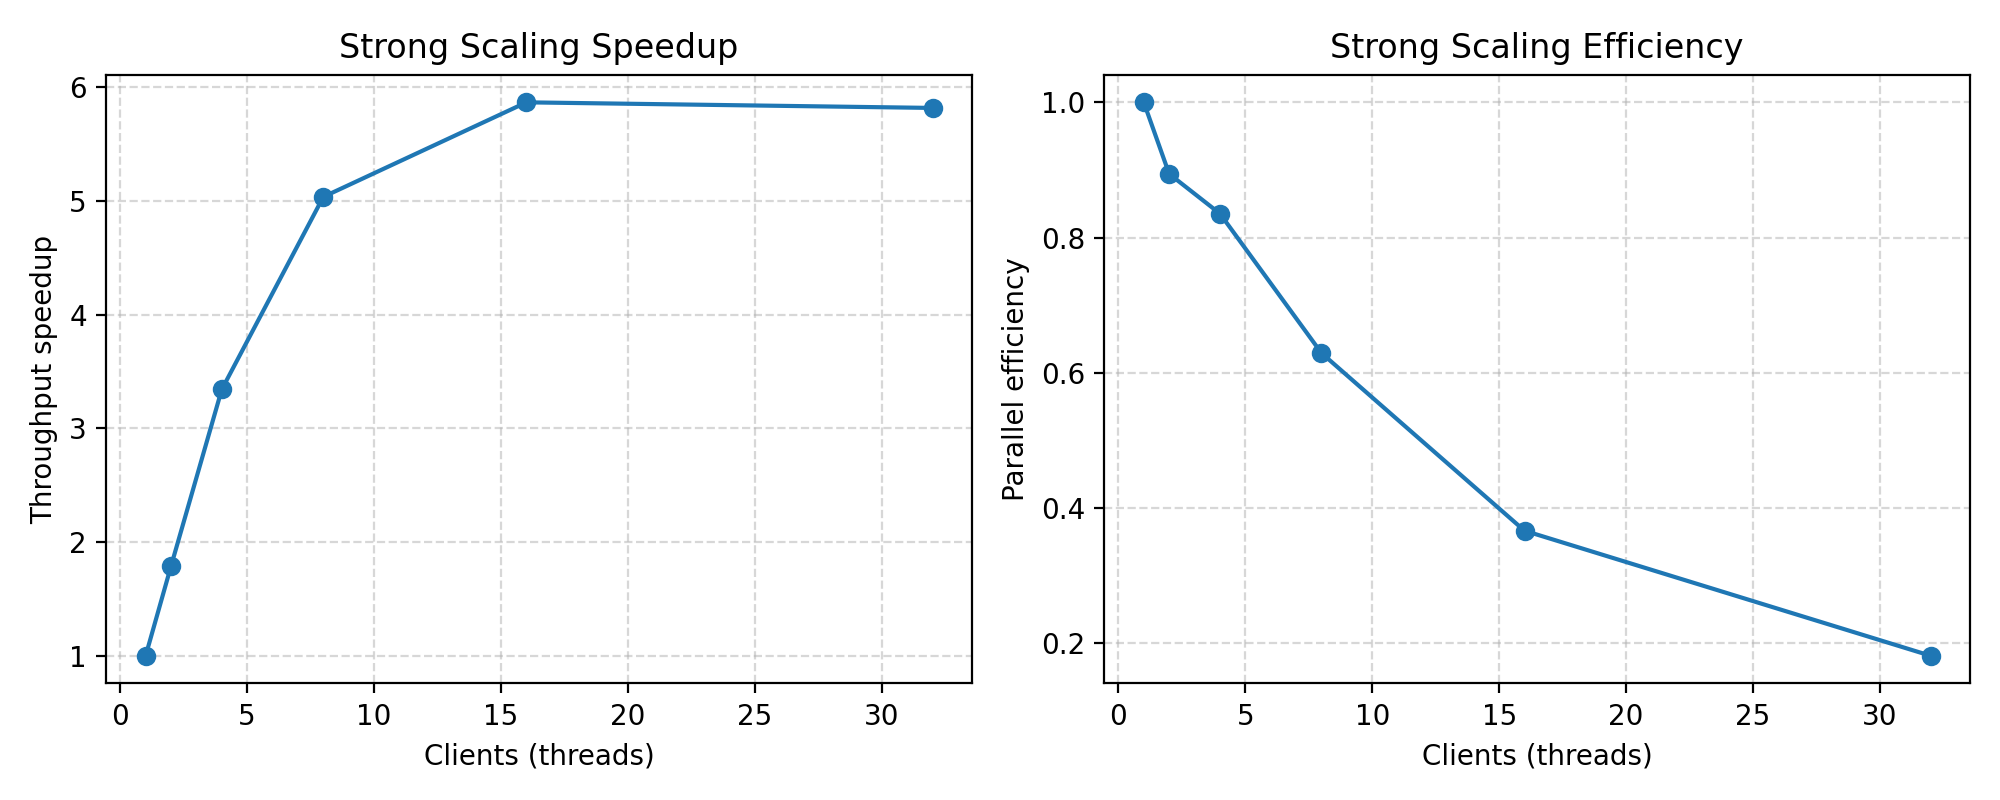 Strong Scaling Speedup
6
5
4
3
2
1
Throughput speedup
0 5 10 15 20 25 30
Clients (threads)
Strong Scaling Efficiency
1.0
0.8
0.6
0.4
0.2
Parallel efficiency
0 5 10 15 20 25 30
Clients (threads)